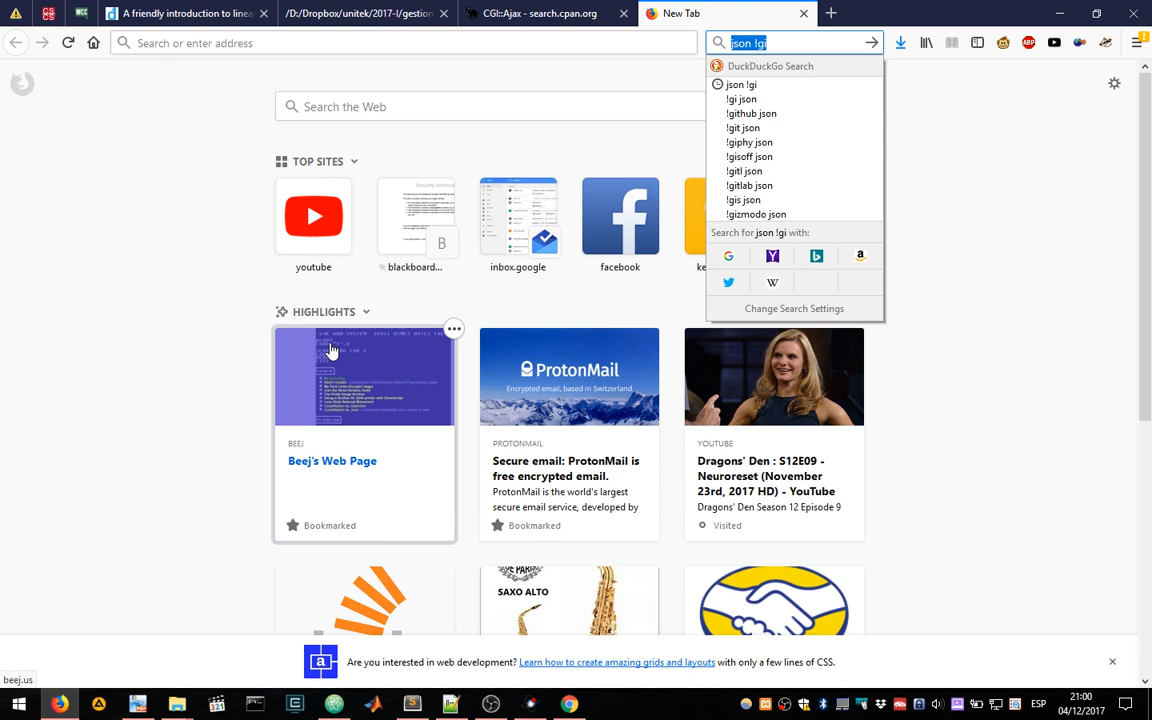 A friendly introduction to linea
/D:/Dropbox/unitek/2017-I/gestion
CGI::Ajax - search.cpan.org
New Tab
Search or enter address
json !gi
DuckDuckGo Search
json !gi
!gi json
!github json
!git json
!giphy json
!gisoff json
!gitl json
!gitlab json
!gis json
!gizmodo json
Search for json !gi with:
Change Search Settings
Search the Web
TOP SITES
B
youtube
blackboard...
inbox.google
facebook
HIGHLIGHTS
ProtonMail
Encrypted email, based in Switzerland.
BEEJ
Beej's Web Page
Bookmarked
PROTONMAIL
Secure email: ProtonMail is
free encrypted email.
ProtonMail is the world's largest
secure email service, developed by
Bookmarked
YOUTUBE
Dragons' Den : S12E09 -
Neuroreset (November
23rd, 2017 HD) - YouTube
Dragons' Den Season 12 Episode 9
Visited
SAXO ALTO
Are you interested in web development? Learn how to create amazing grids and layouts with only a few lines of CSS.
beej.us
ESP
21:00
04/12/2017